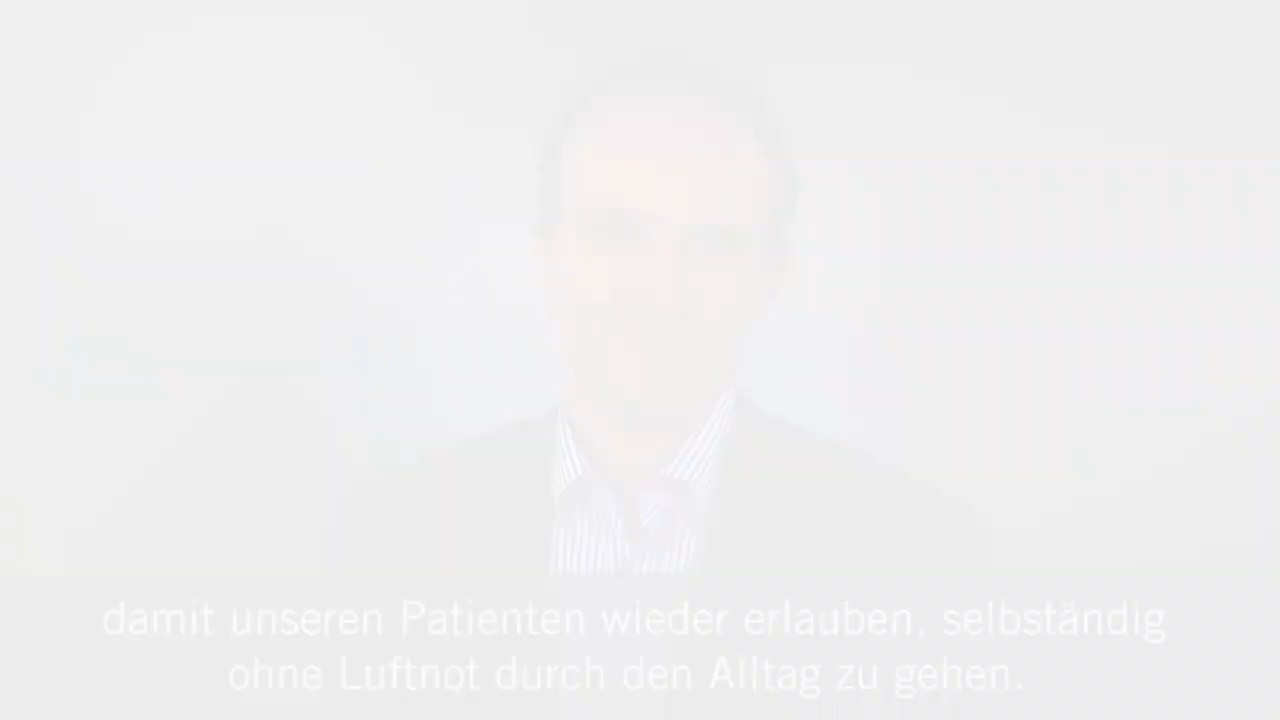 damit unseren Patienten wieder erlauben, selbständig
ohne Luftnot durch den Alltag zu gehen.